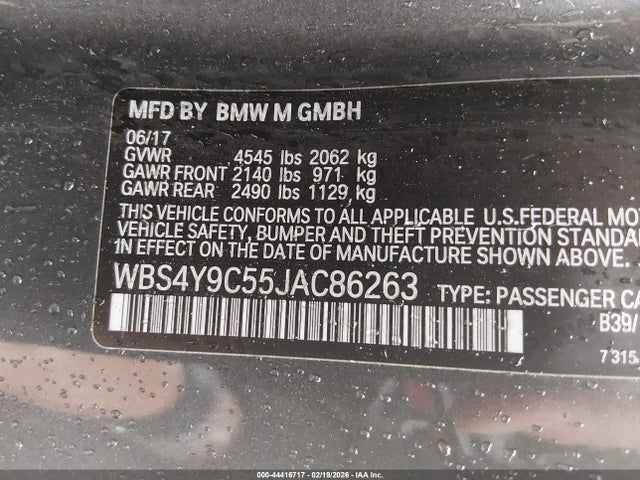 MFD BY BMW M GMBH
06/17
GVWR 4545 lbs 2062 kg
GAWR FRONT 2140 lbs 971 kg
GAWR REAR 2490 lbs 1129 kg
THIS VEHICLE CONFORMS TO ALL APPLICABLE U.S.FEDERAL MO
VEHICLE SAFETY, BUMPER AND THEFT PREVENTION STANDARDS
IN EFFECT ON THE DATE OF MANUFACTURE SHOWN ABOVE.
WBS4Y9C55JAC86263 TYPE: PASSENGER CA
B39/
7 315.
000-44416717 - 02/19/2026 - IAA Inc.